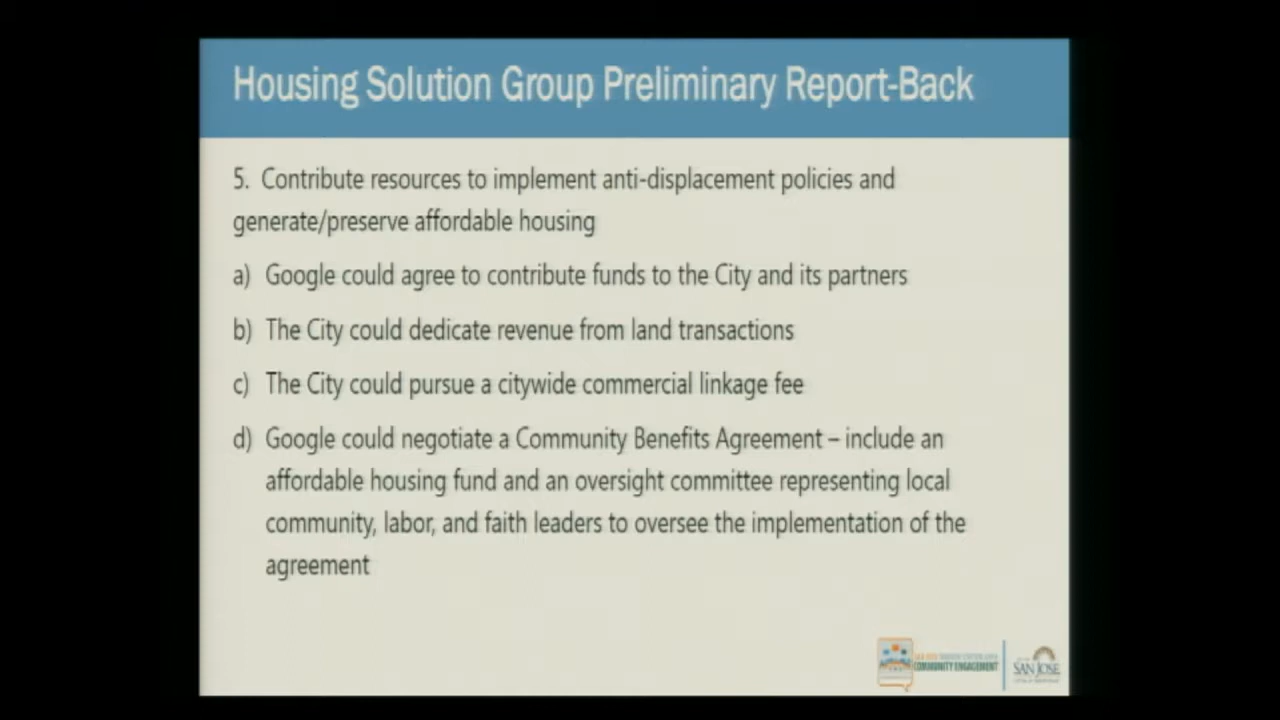 Housing Solution Group Preliminary Report-Back
5. Contribute resources to implement anti-displacement policies and
generate/preserve affordable housing
a) Google could agree to contribute funds to the City and its partners
b) The City could dedicate revenue from land transactions
c) The City could pursue a citywide commercial linkage fee
d) Google could negotiate a Community Benefits Agreement – include an
affordable housing fund and an oversight committee representing local
community, labor, and faith leaders to oversee the implementation of the
agreement
COMMUNITY ENGAGEMENT
SAN JOSE